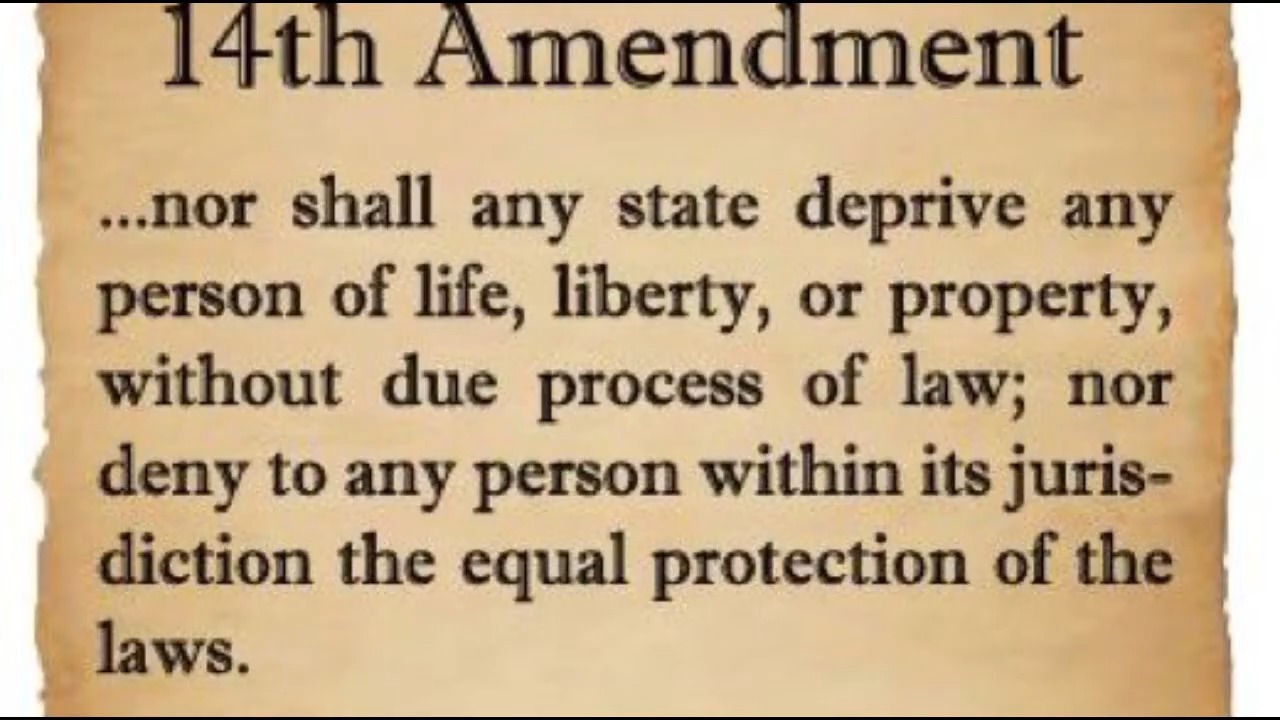 14th Amendment
...nor shall any state deprive any
person of life, liberty, or property,
without due process of law; nor
deny to any person within its juris-
diction the equal protection of the
laws.